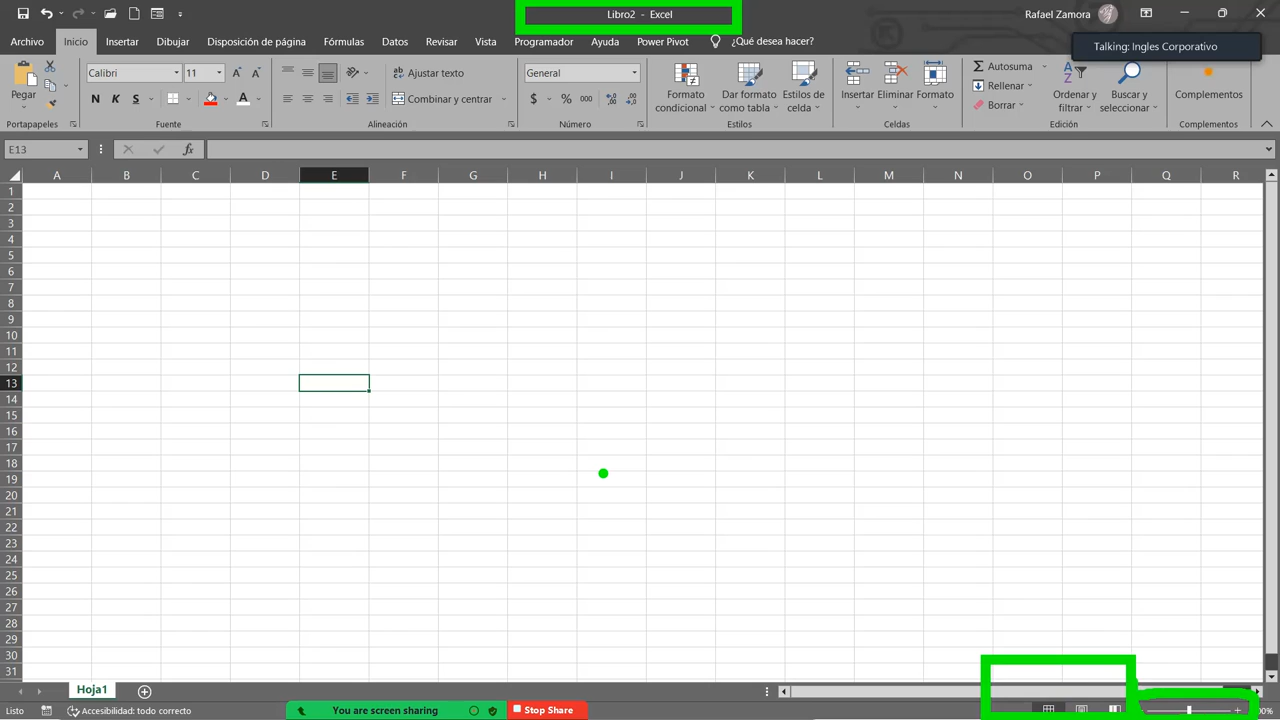 Libro2 - Excel
Rafael Zamora
Archivo Inicio Insertar Dibujar Disposición de página Fórmulas Datos Revisar Vista Programador Ayuda Power Pivot ¿Qué desea hacer?
Talking: Ingles Corporativo
Pegar
Calibri 11
N K S
A
Ajustar texto
Combinar y centrar
General
$ % 000
Formato condicional
Dar formato como tabla
Estilos de celda
Insertar Eliminar Formato
Autosuma
Rellenar
Borrar
Ordenar y filtrar
Buscar y seleccionar
Complementos
Portapapeles Fuente Alineación Número Estilos Celdas Edición Complementos
E13 fx
A B C D E F G H I J K L M N O P Q R
1
2
3
4
5
6
7
8
9
10
11
12
13
14
15
16
17
18
19
20
21
22
23
24
25
26
27
28
29
30
31
Hoja1
Listo Accesibilidad: todo correcto You are screen sharing Stop Share